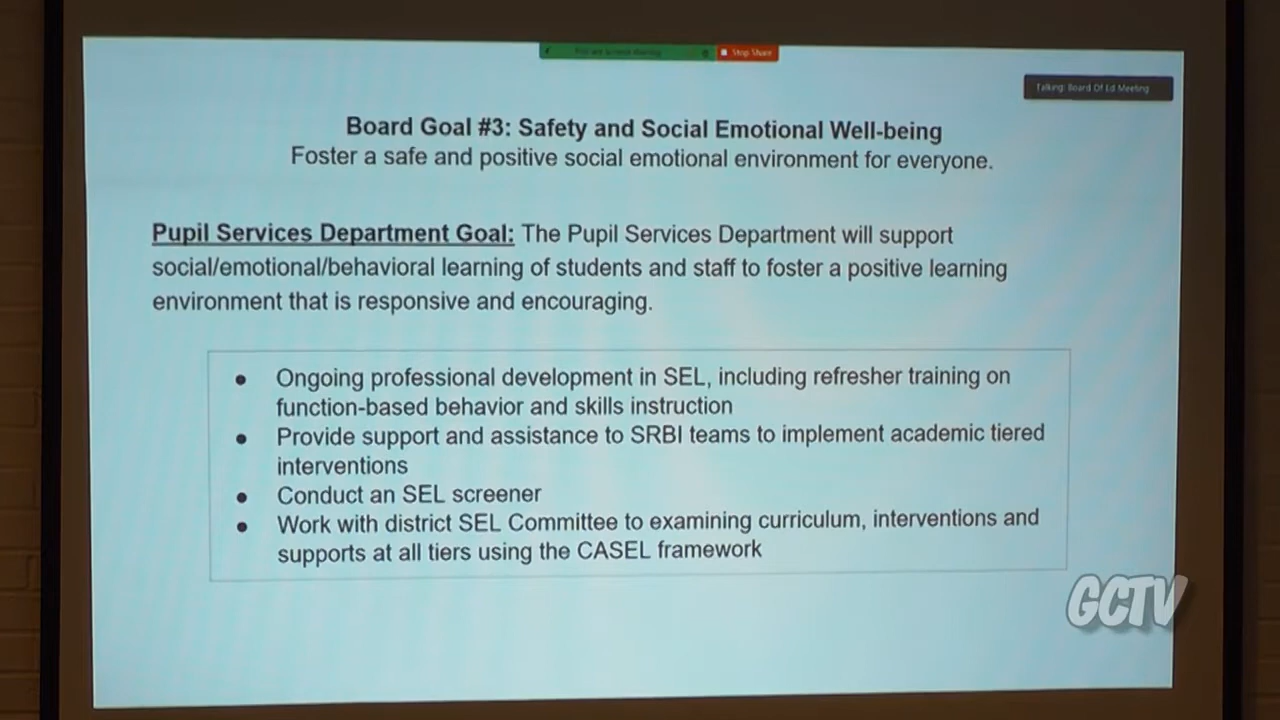 Stop Share
Talking: Board Of Ed Meeting
Board Goal #3: Safety and Social Emotional Well-being
Foster a safe and positive social emotional environment for everyone.
Pupil Services Department Goal: The Pupil Services Department will support
social/emotional/behavioral learning of students and staff to foster a positive learning
environment that is responsive and encouraging.
● Ongoing professional development in SEL, including refresher training on
function-based behavior and skills instruction
● Provide support and assistance to SRBI teams to implement academic tiered
interventions
● Conduct an SEL screener
● Work with district SEL Committee to examining curriculum, interventions and
supports at all tiers using the CASEL framework
GCTV